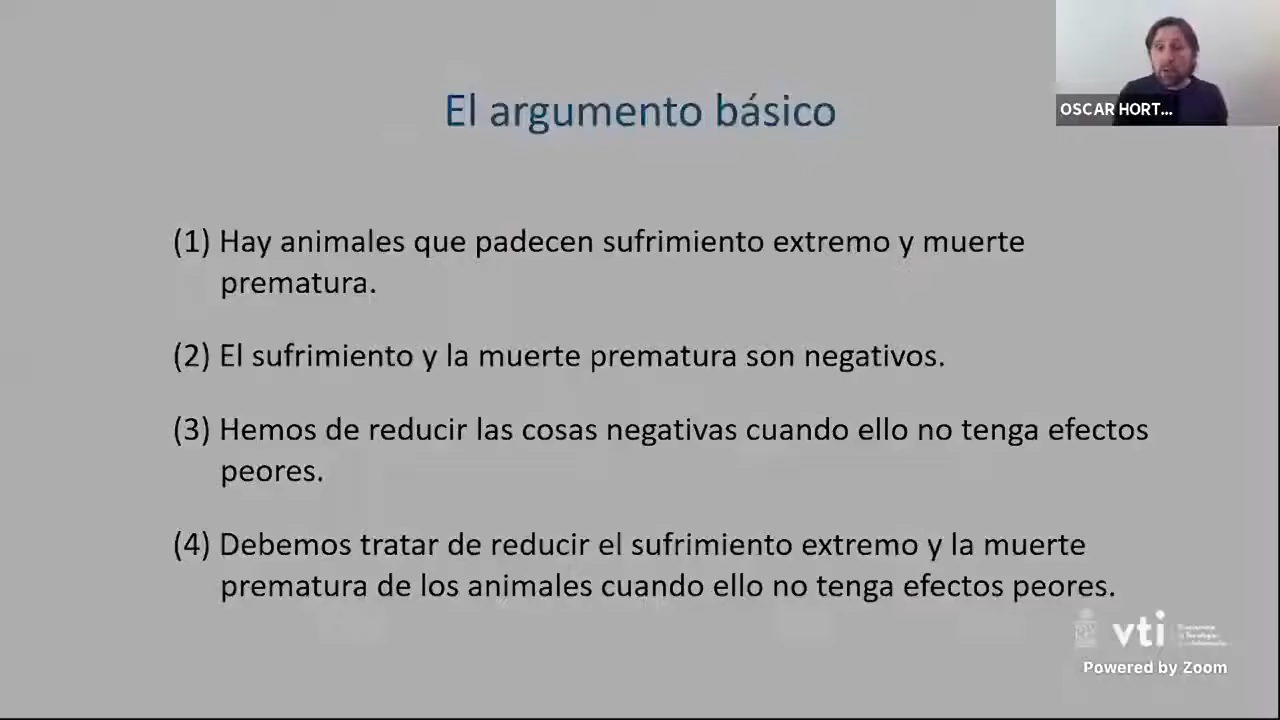 OSCAR HORT...
El argumento básico
(1) Hay animales que padecen sufrimiento extremo y muerte
prematura.
(2) El sufrimiento y la muerte prematura son negativos.
(3) Hemos de reducir las cosas negativas cuando ello no tenga efectos
peores.
(4) Debemos tratar de reducir el sufrimiento extremo y la muerte
prematura de los animales cuando ello no tenga efectos peores.
vti
Powered by Zoom